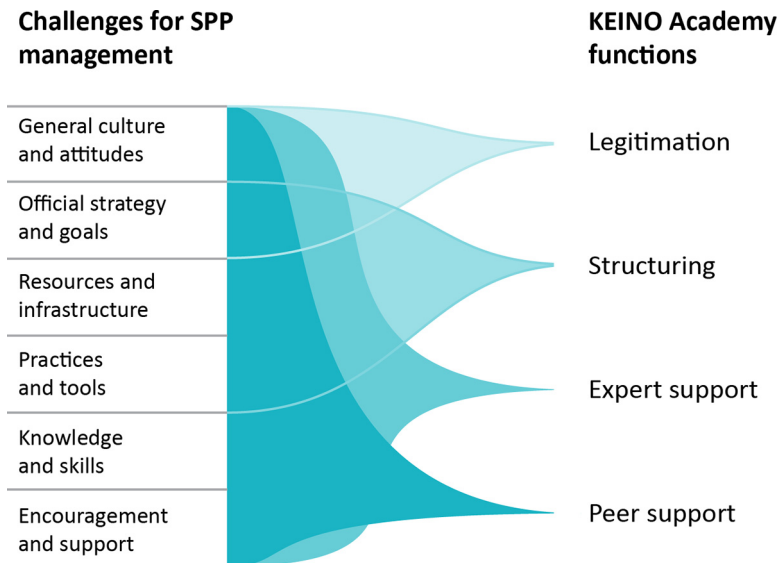 Challenges for SPP
management
General culture
and attitudes
Official strategy
and goals
Resources and
infrastructure
Practices
and tools
Knowledge
and skills
Encouragement
and support
KEINO Academy
functions
Legitimation
Structuring
Expert support
Peer support